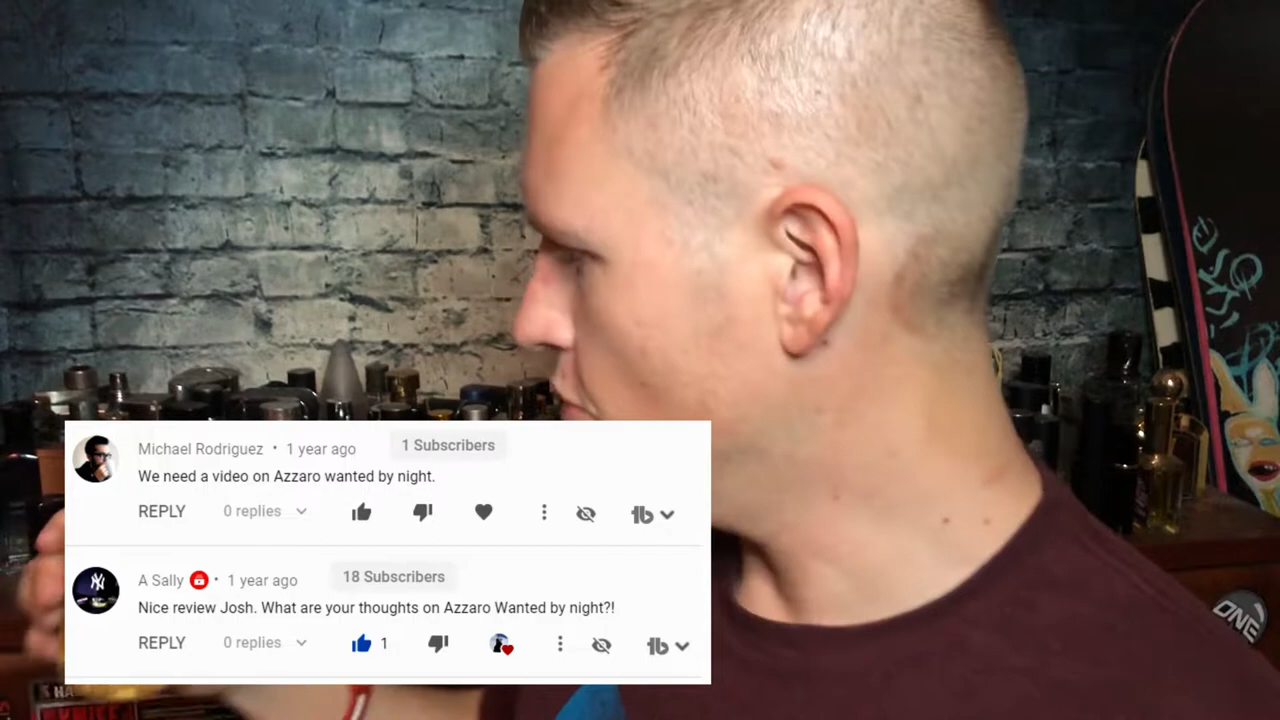 Michael Rodriguez • 1 year ago 1 Subscribers
We need a video on Azzaro wanted by night.
REPLY 0 replies
A Sally • 1 year ago 18 Subscribers
Nice review Josh. What are your thoughts on Azzaro Wanted by night?!
REPLY 0 replies 1
ONE
HA